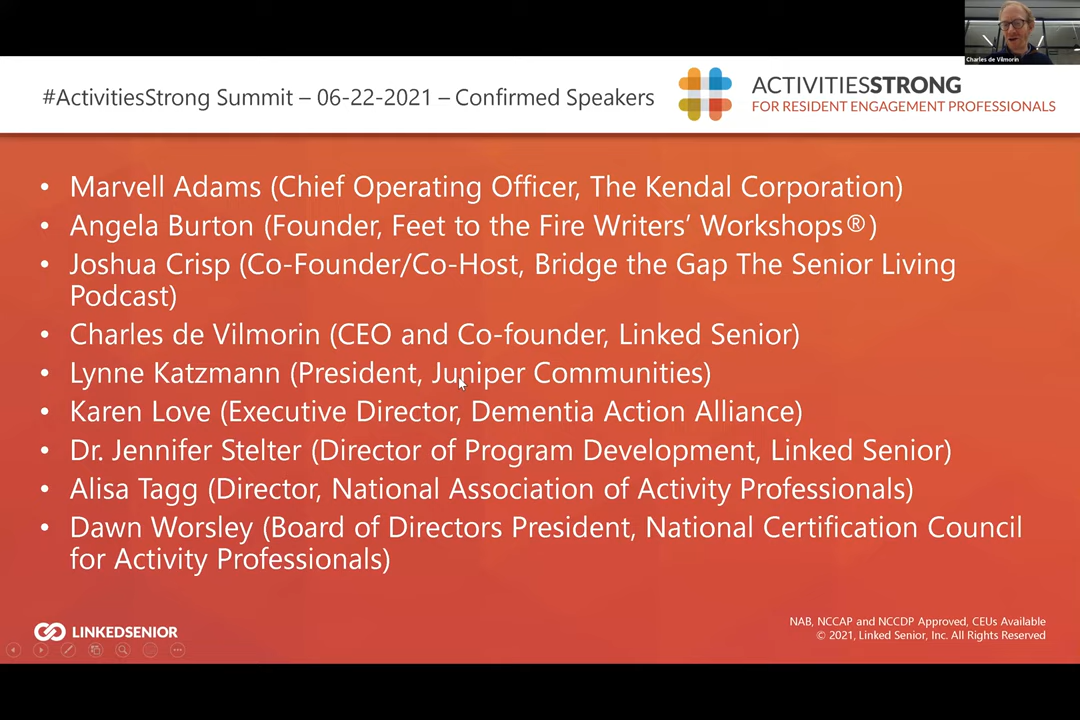 Charles de Vilmorin
#ActivitiesStrong Summit – 06-22-2021 – Confirmed Speakers
ACTIVITIESSTRONG
FOR RESIDENT ENGAGEMENT PROFESSIONALS
• Marvell Adams (Chief Operating Officer, The Kendal Corporation)
• Angela Burton (Founder, Feet to the Fire Writers’ Workshops®)
• Joshua Crisp (Co-Founder/Co-Host, Bridge the Gap The Senior Living
Podcast)
• Charles de Vilmorin (CEO and Co-founder, Linked Senior)
• Lynne Katzmann (President, Juniper Communities)
• Karen Love (Executive Director, Dementia Action Alliance)
• Dr. Jennifer Stelter (Director of Program Development, Linked Senior)
• Alisa Tagg (Director, National Association of Activity Professionals)
• Dawn Worsley (Board of Directors President, National Certification Council
for Activity Professionals)
LINKEDSENIOR
NAB, NCCAP and NCCDP Approved, CEUs Available
© 2021, Linked Senior, Inc. All Rights Reserved